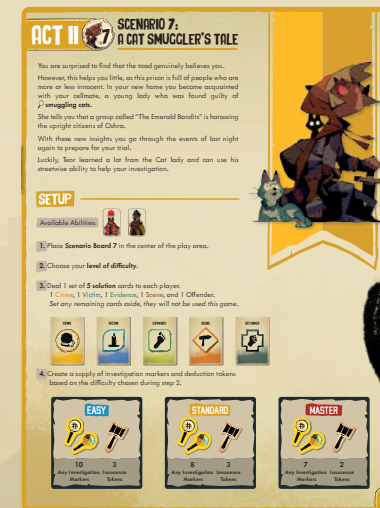 ACT II
7
SCENARIO 7:
A CAT SMUGGLER'S TALE
You are surprised to find that the toad genuinely believes you.
However, this helps you little, as this prison is full of people who are
more or less innocent. In your new home you become acquainted
with your cellmate, a young lady who was found guilty of
smuggling cats.
She tells you that a group called "The Emerald Bandits" is harassing
the upright citizens of Oshra.
With these new insights you go through the events of last night
again to prepare for your trial.
Luckily, Tear learned a lot from the Cat lady and can use his
streetwise ability to help your investigation.
SETUP
Available Abilities:
1. Place Scenario Board 7 in the center of the play area.
2. Choose your level of difficulty.
3. Deal 1 set of 5 solution cards to each player.
1 Crime, 1 Victim, 1 Evidence, 1 Scene, and 1 Offender.
Set any remaining cards aside, they will not be used this game.
CRIME
VICTIM
EVIDENCE
SCENE
OFFENDER
4. Create a supply of investigation markers and deduction tokens
based on the difficulty chosen during step 2.
EASY
STANDARD
MASTER
10 3
Any Investigation Innocence
Markers Tokens
8 3
Any Investigation Innocence
Markers Tokens
7 2
Any Investigation Innocence
Markers Tokens